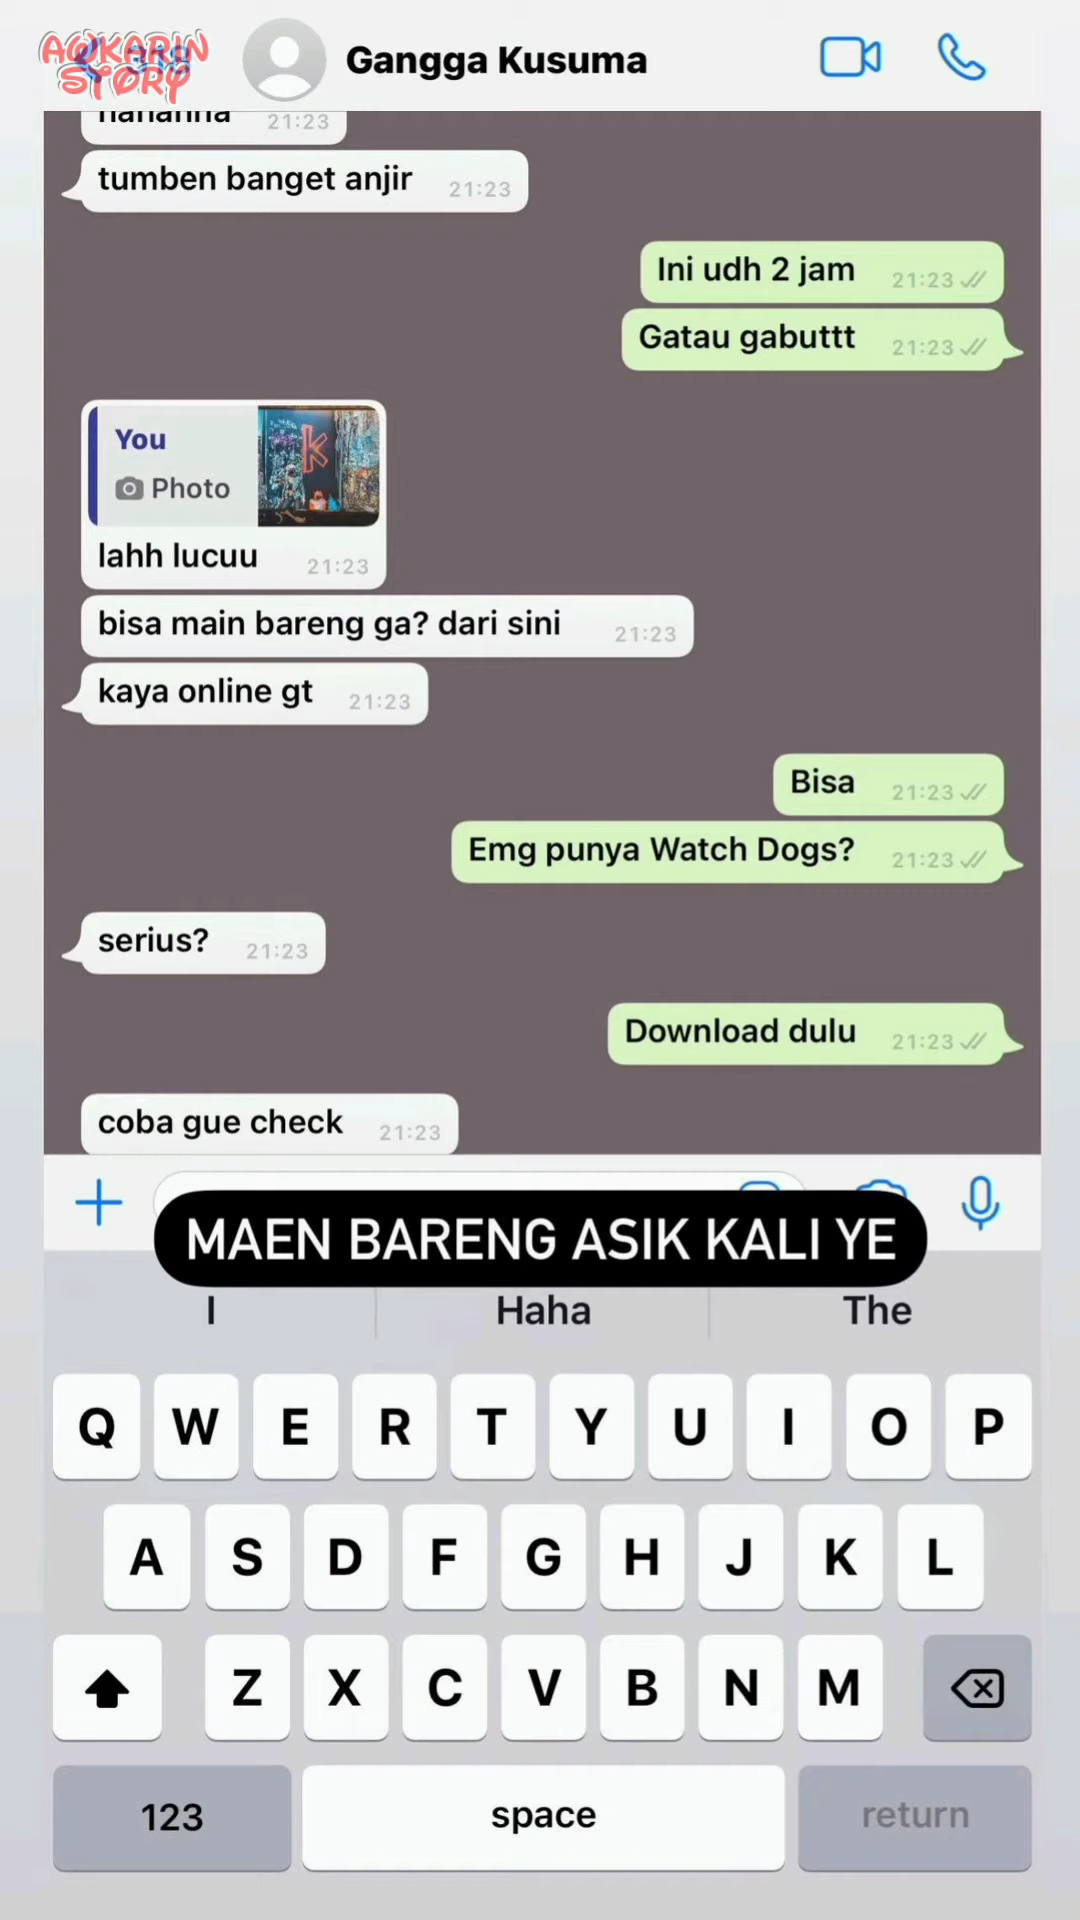 AWKARIN
STORY
Gangga Kusuma
hahahha 21:23
tumben banget anjir 21:23
Ini udh 2 jam 21:23
Gatau gabuttt 21:23
You
Photo
k
lahh lucuu 21:23
bisa main bareng ga? dari sini 21:23
kaya online gt 21:23
Bisa 21:23
Emg punya Watch Dogs? 21:23
serius? 21:23
Download dulu 21:23
coba gue check 21:23
MAEN BARENG ASIK KALI YE
I Haha The
Q W E R T Y U I O P
A S D F G H J K L
Z X C V B N M
123 space return